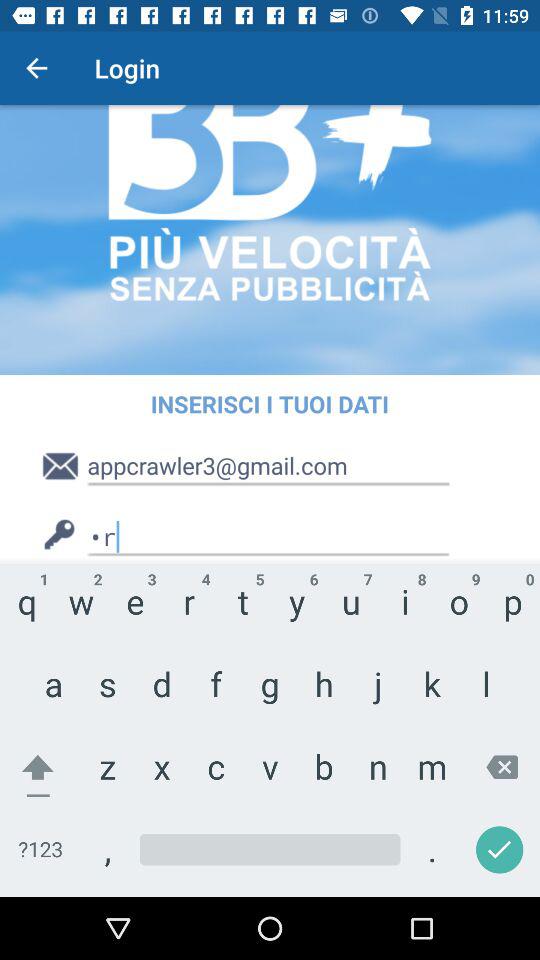 11:59
Login
3B+
PIÙ VELOCITÀ
SENZA PUBBLICITÀ
INSERISCI I TUOI DATI
appcrawler3@gmail.com
•r
1 2 3 4 5 6 7 8 9 0
q w e r t y u i o p
a s d f g h j k l
z x c v b n m
?123 , .